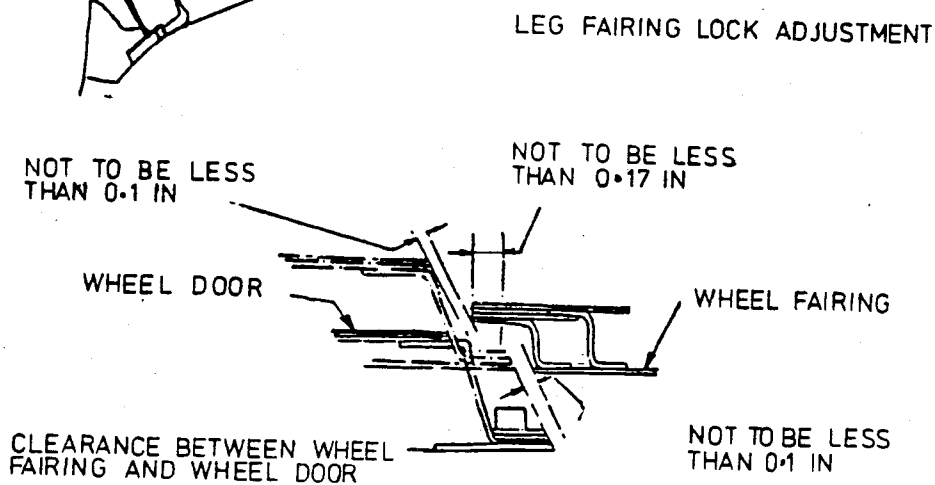 LEG FAIRING LOCK ADJUSTMENT
NOT TO BE LESS
THAN 0·1 IN
NOT TO BE LESS
THAN 0·17 IN
WHEEL DOOR
WHEEL FAIRING
CLEARANCE BETWEEN WHEEL
FAIRING AND WHEEL DOOR
NOT TO BE LESS
THAN 0·1 IN